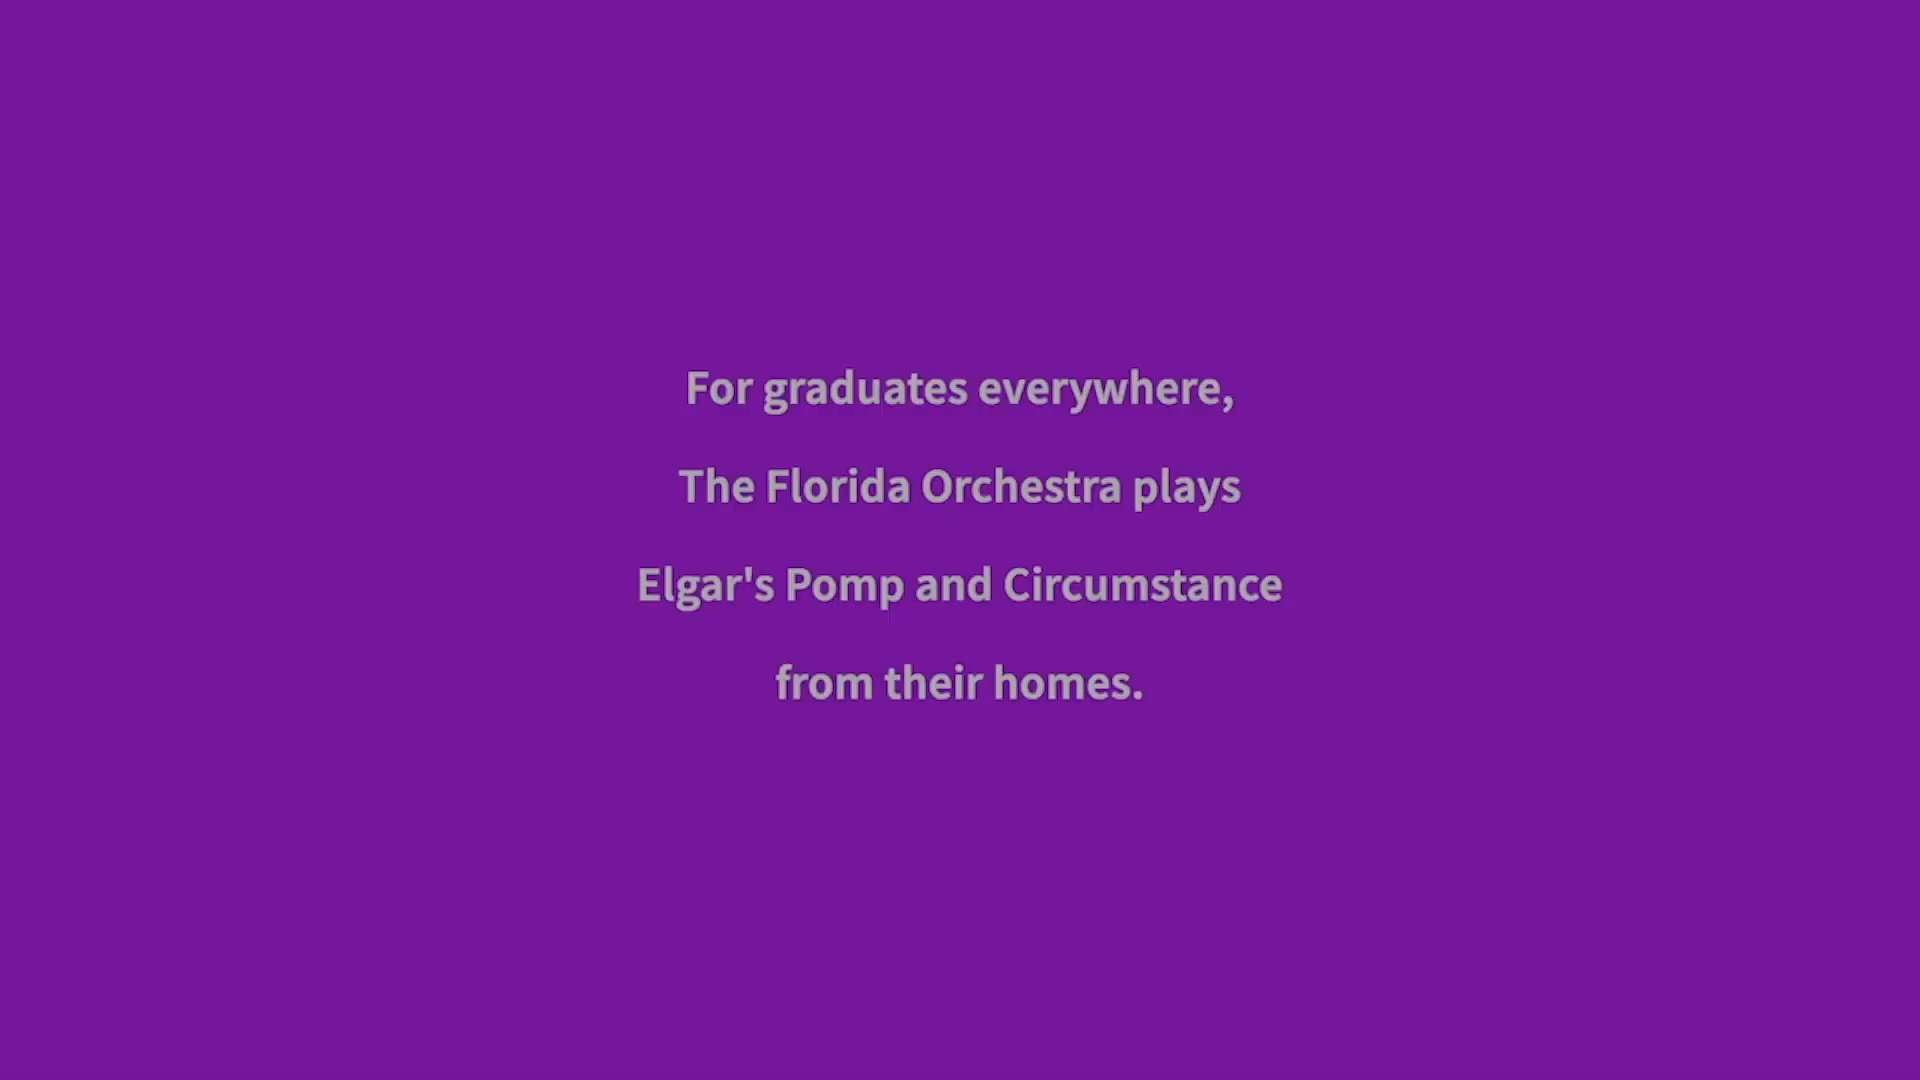 For graduates everywhere,
The Florida Orchestra plays
Elgar's Pomp and Circumstance
from their homes.